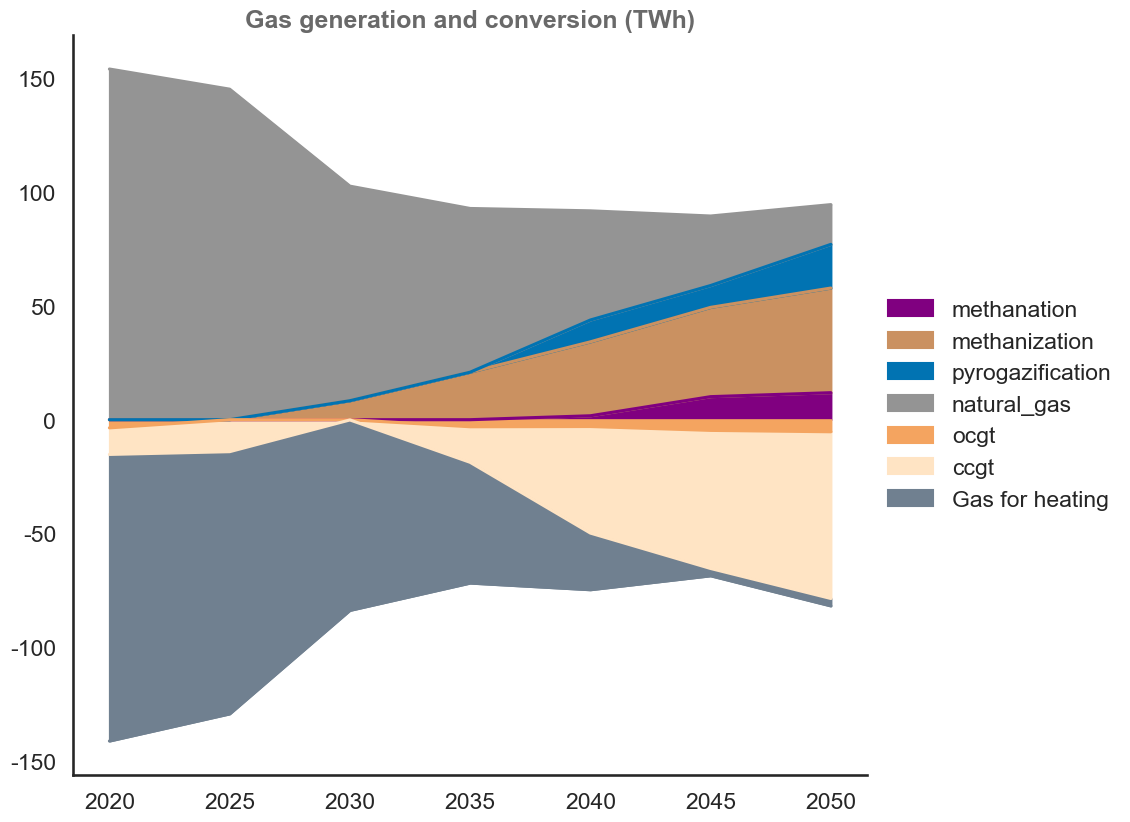 Gas generation and conversion (TWh)
150
100
50
0
-50
-100
-150
2020 2025 2030 2035 2040 2045 2050
methanation
methanization
pyrogazification
natural_gas
ocgt
ccgt
Gas for heating